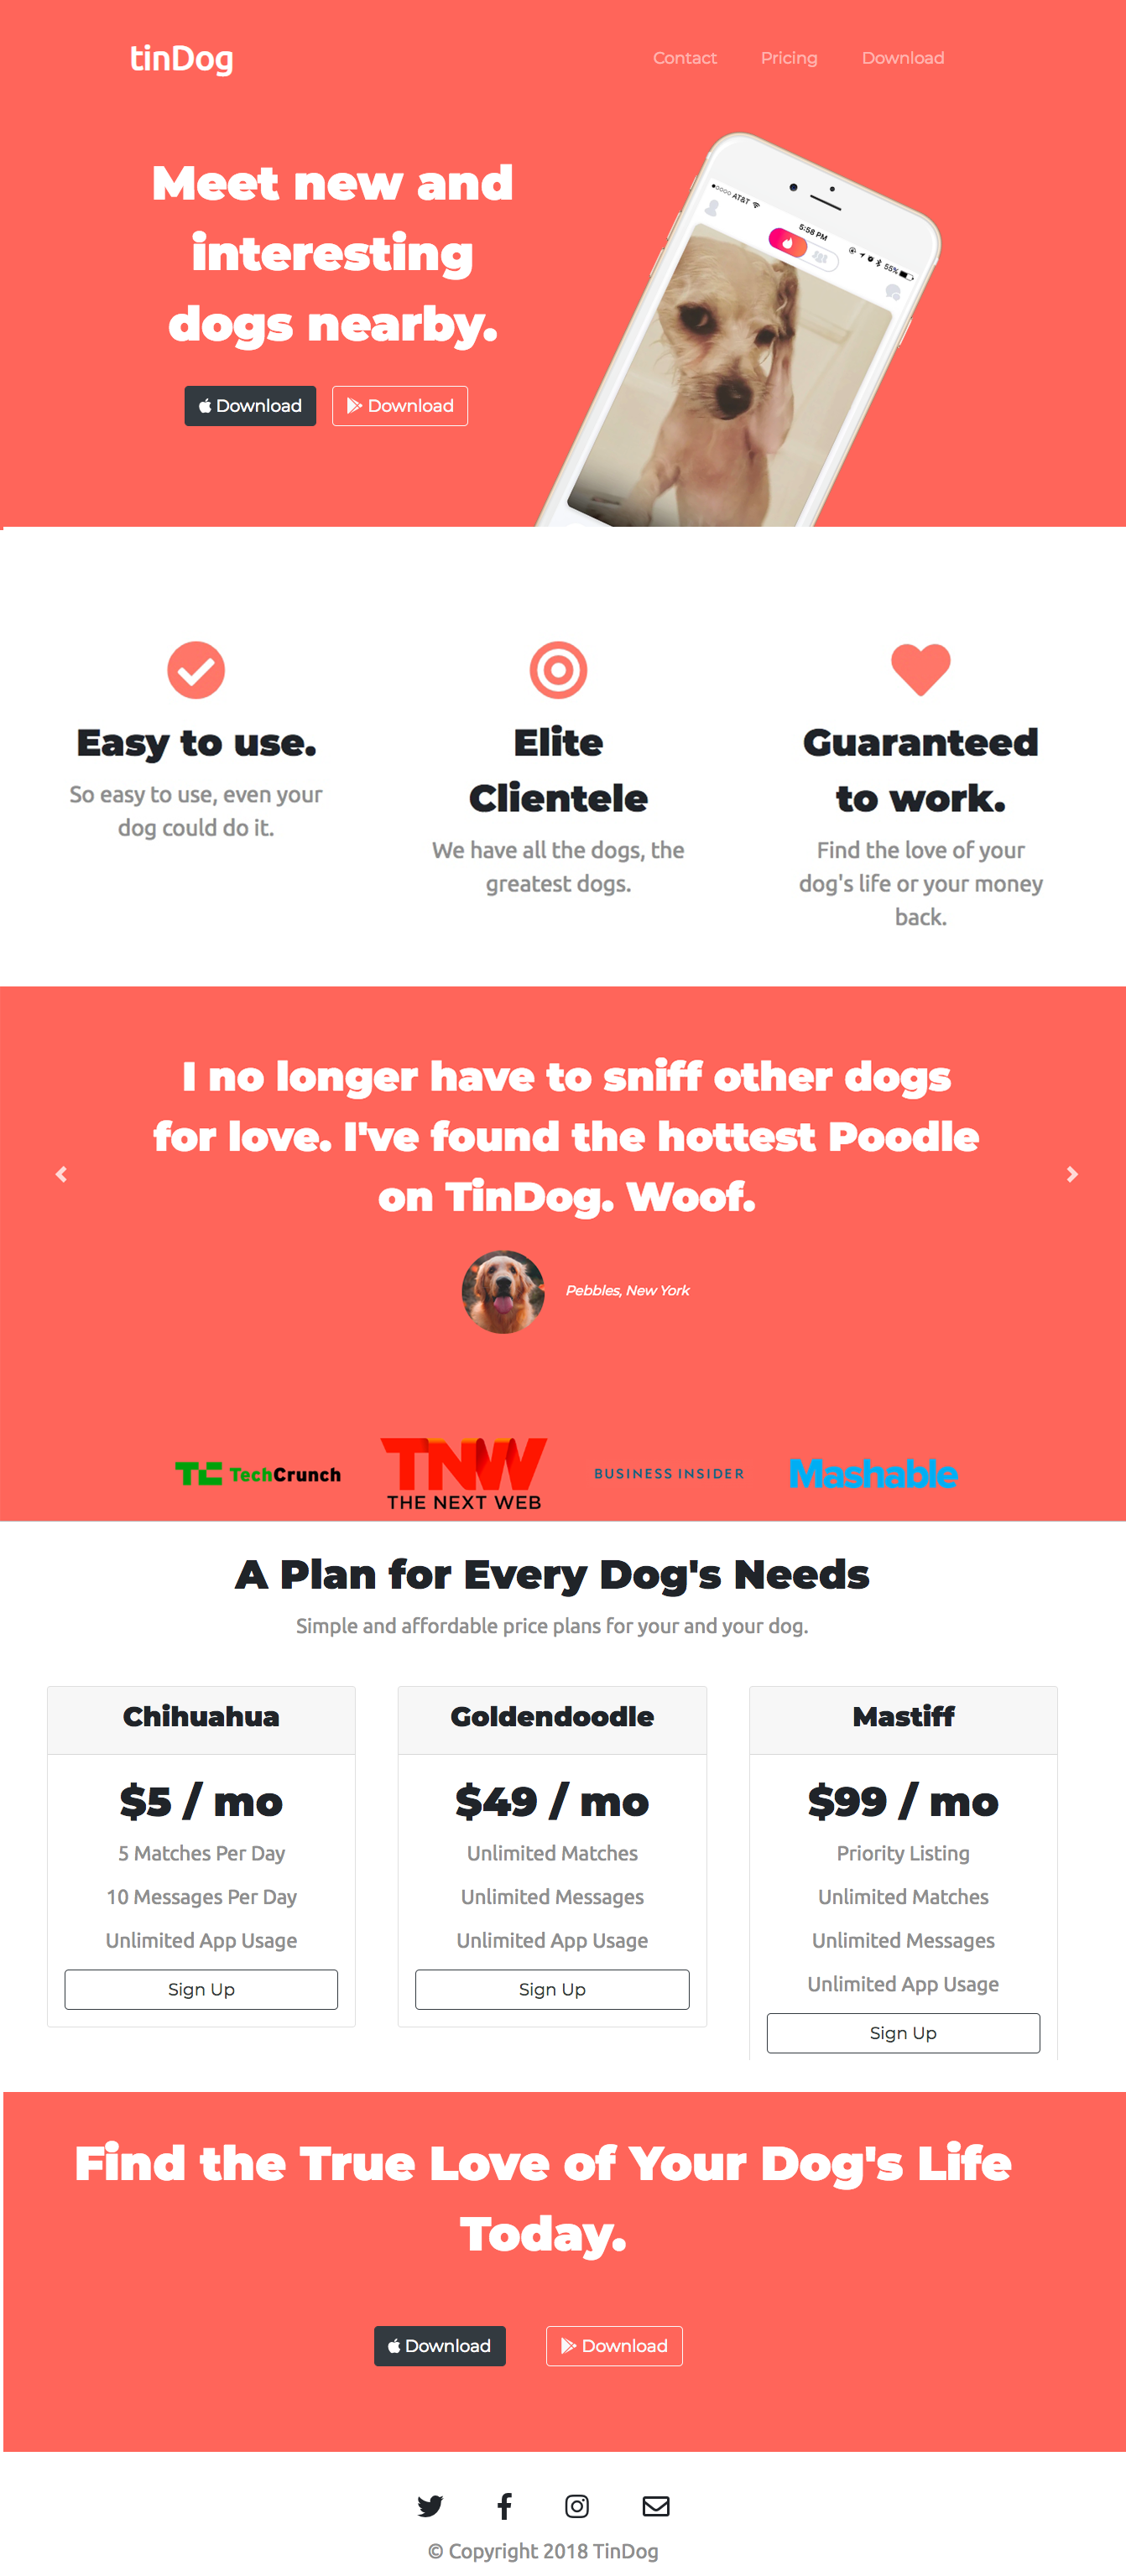 tinDog
Contact Pricing Download
Meet new and
interesting
dogs nearby.
Download Download
AT&T 5:58 PM 55%
Easy to use.
So easy to use, even your
dog could do it.
Elite
Clientele
We have all the dogs, the
greatest dogs.
Guaranteed
to work.
Find the love of your
dog's life or your money
back.
I no longer have to sniff other dogs
for love. I've found the hottest Poodle
on TinDog. Woof.
Pebbles, New York
TC TechCrunch
TNW
THE NEXT WEB
BUSINESS INSIDER
Mashable
A Plan for Every Dog's Needs
Simple and affordable price plans for your and your dog.
Chihuahua
$5 / mo
5 Matches Per Day
10 Messages Per Day
Unlimited App Usage
Sign Up
Goldendoodle
$49 / mo
Unlimited Matches
Unlimited Messages
Unlimited App Usage
Sign Up
Mastiff
$99 / mo
Priority Listing
Unlimited Matches
Unlimited Messages
Unlimited App Usage
Sign Up
Find the True Love of Your Dog's Life
Today.
Download Download
© Copyright 2018 TinDog